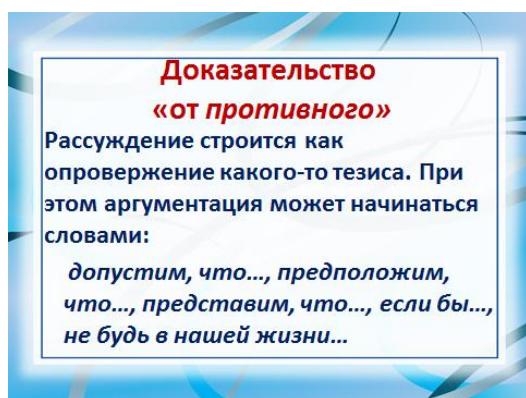 Доказательство
«от противного»
Рассуждение строится как
опровержение какого-то тезиса. При
этом аргументация может начинаться
словами:
допустим, что…, предположим,
что…, представим, что…, если бы…,
не будь в нашей жизни…